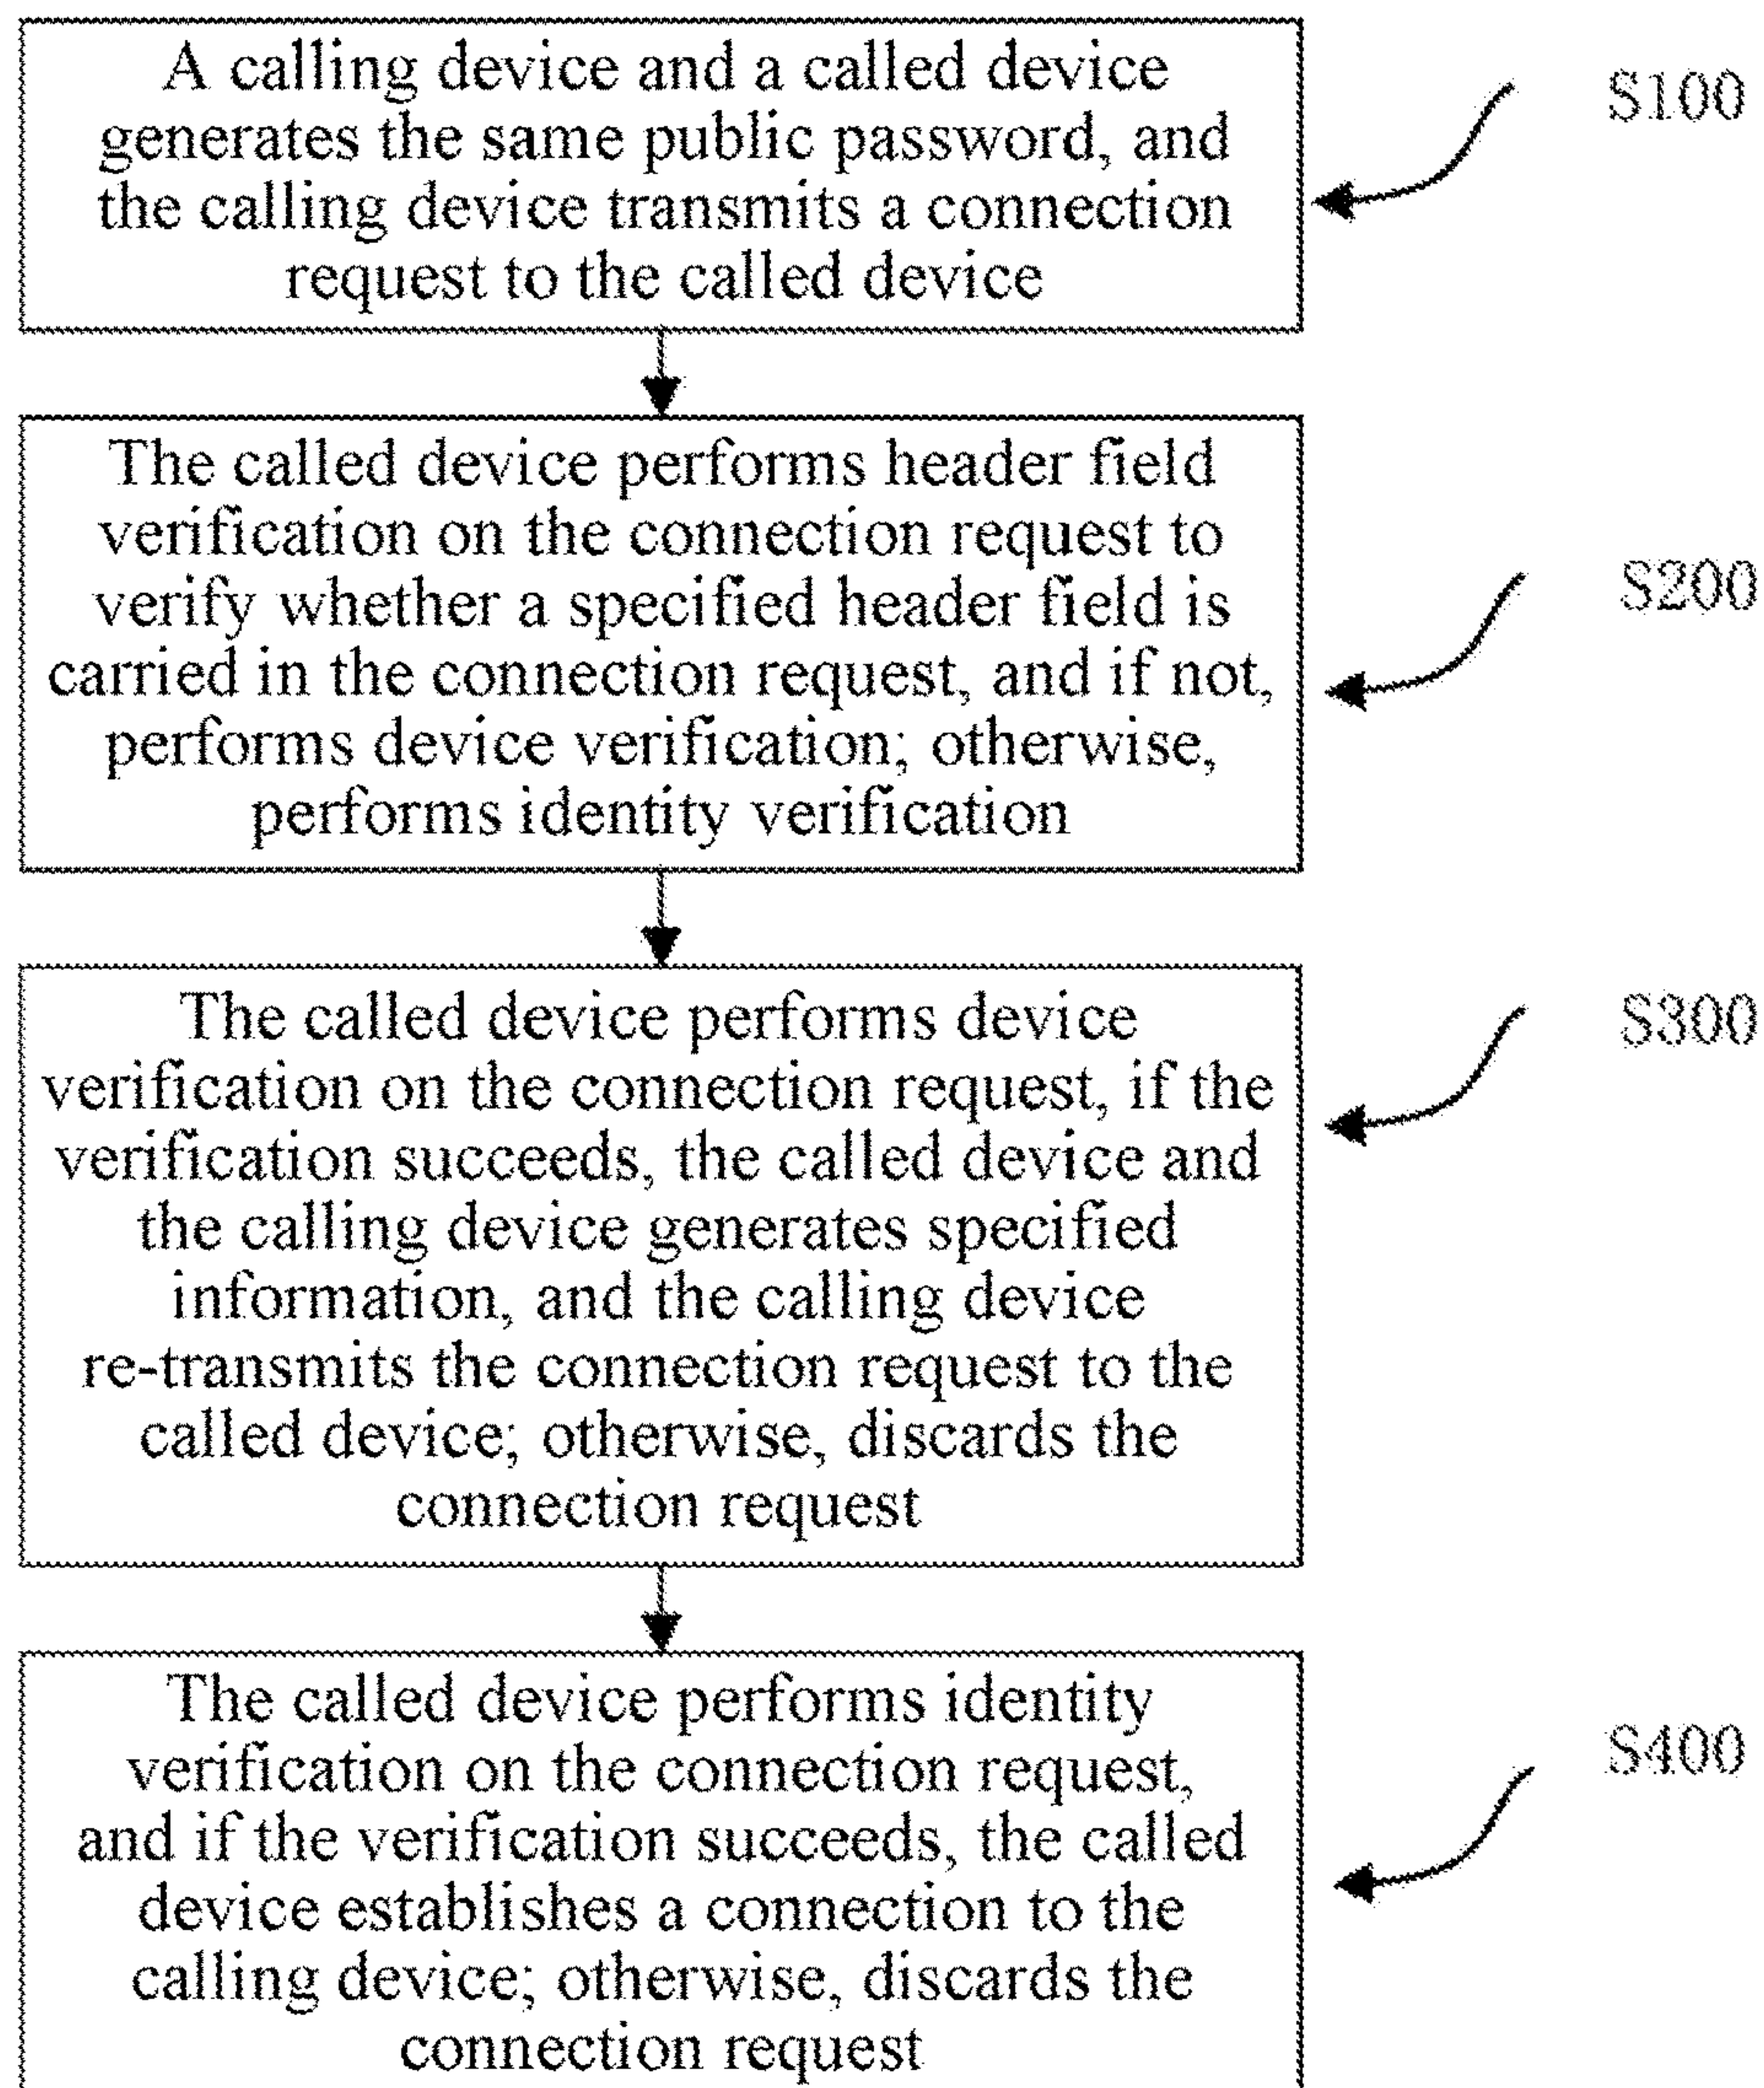 A calling device and a called device
generates the same public password, and
the calling device transmits a connection
request to the called device
S100
The called device performs header field
verification on the connection request to
verify whether a specified header field is
carried in the connection request, and if not,
performs device verification; otherwise,
performs identity verification
S200
The called device performs device
verification on the connection request, if the
verification succeeds, the called device and
the calling device generates specified
information, and the calling device
re-transmits the connection request to the
called device; otherwise, discards the
connection request
S300
The called device performs identity
verification on the connection request,
and if the verification succeeds, the called
device establishes a connection to the
calling device; otherwise, discards the
connection request
S400